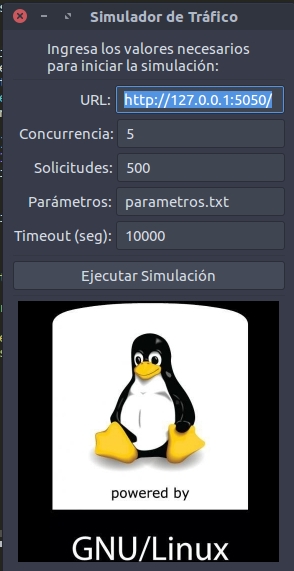 Simulador de Tráfico
Ingresa los valores necesarios
para iniciar la simulación:
URL: http://127.0.0.1:5050/
Concurrencia: 5
Solicitudes: 500
Parámetros: parametros.txt
Timeout (seg): 10000
Ejecutar Simulación
powered by
GNU/Linux